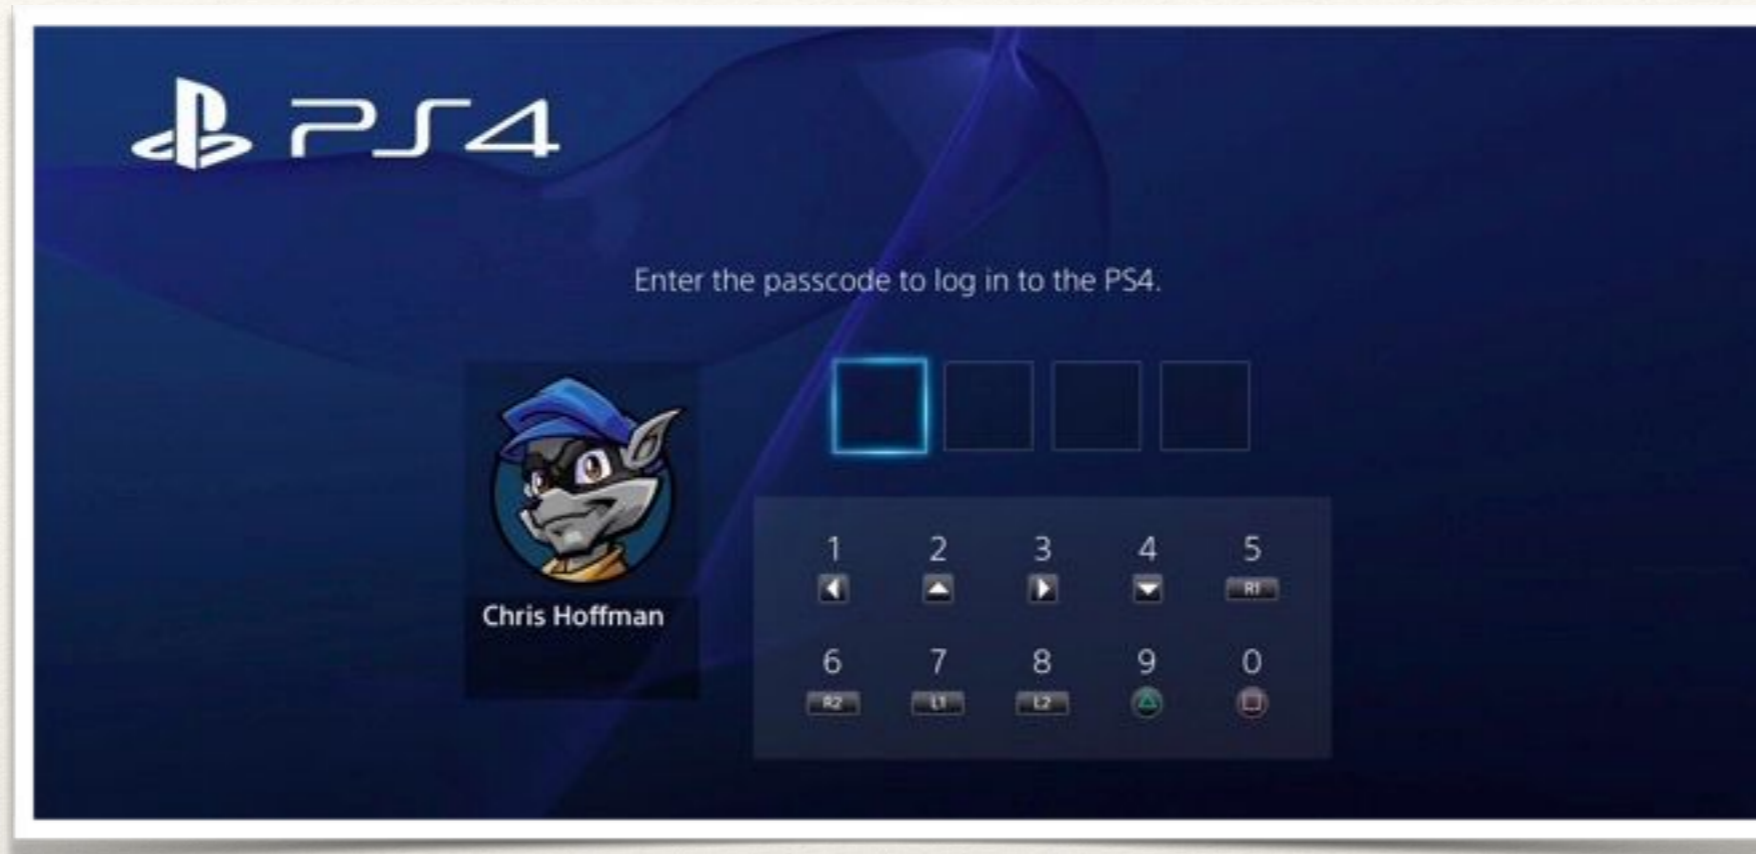 PS4
Enter the passcode to log in to the PS4.
Chris Hoffman
1 2 3 4 5
R1
6 7 8 9 0
R2 L1 L2